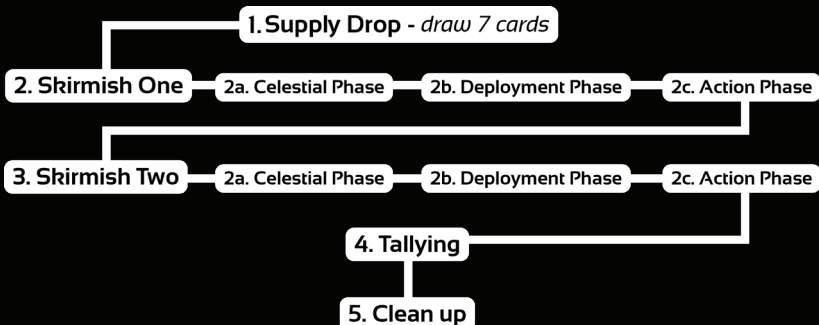 1. Supply Drop - draw 7 cards
2. Skirmish One 2a. Celestial Phase 2b. Deployment Phase 2c. Action Phase
3. Skirmish Two 2a. Celestial Phase 2b. Deployment Phase 2c. Action Phase
4. Tallying
5. Clean up